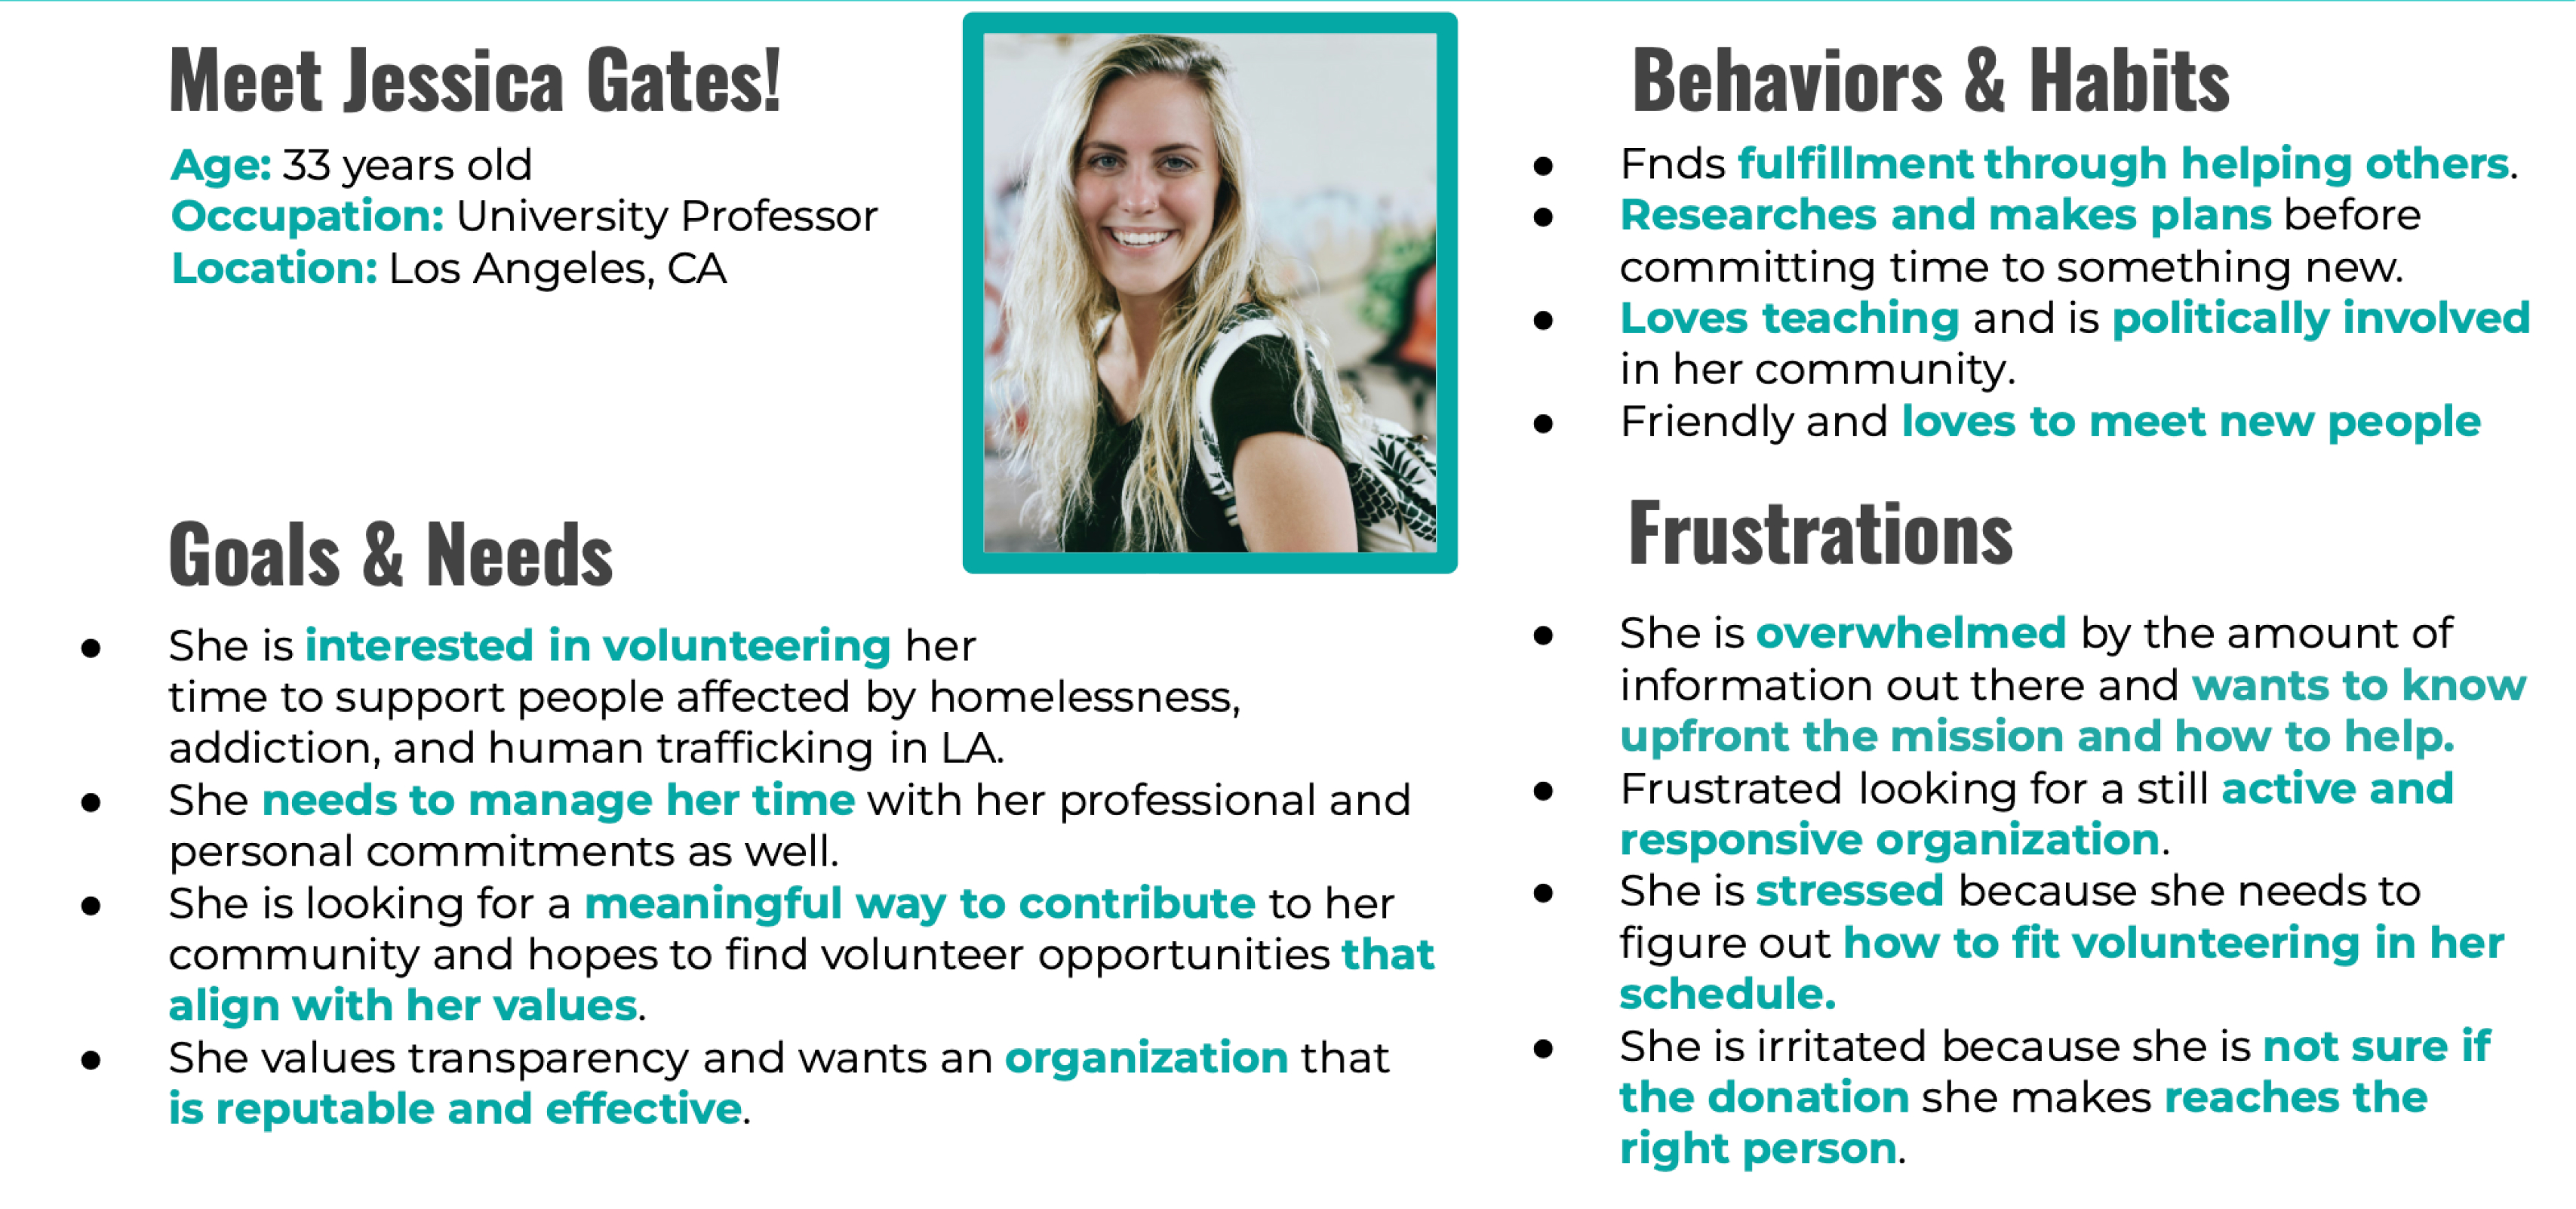 Meet Jessica Gates!
Age: 33 years old
Occupation: University Professor
Location: Los Angeles, CA
Goals & Needs
● She is interested in volunteering her
time to support people affected by homelessness,
addiction, and human trafficking in LA.
● She needs to manage her time with her professional and
personal commitments as well.
● She is looking for a meaningful way to contribute to her
community and hopes to find volunteer opportunities that
align with her values.
● She values transparency and wants an organization that
is reputable and effective.
Behaviors & Habits
● Fnds fulfillment through helping others.
● Researches and makes plans before
committing time to something new.
● Loves teaching and is politically involved
in her community.
● Friendly and loves to meet new people
Frustrations
● She is overwhelmed by the amount of
information out there and wants to know
upfront the mission and how to help.
● Frustrated looking for a still active and
responsive organization.
● She is stressed because she needs to
figure out how to fit volunteering in her
schedule.
● She is irritated because she is not sure if
the donation she makes reaches the
right person.